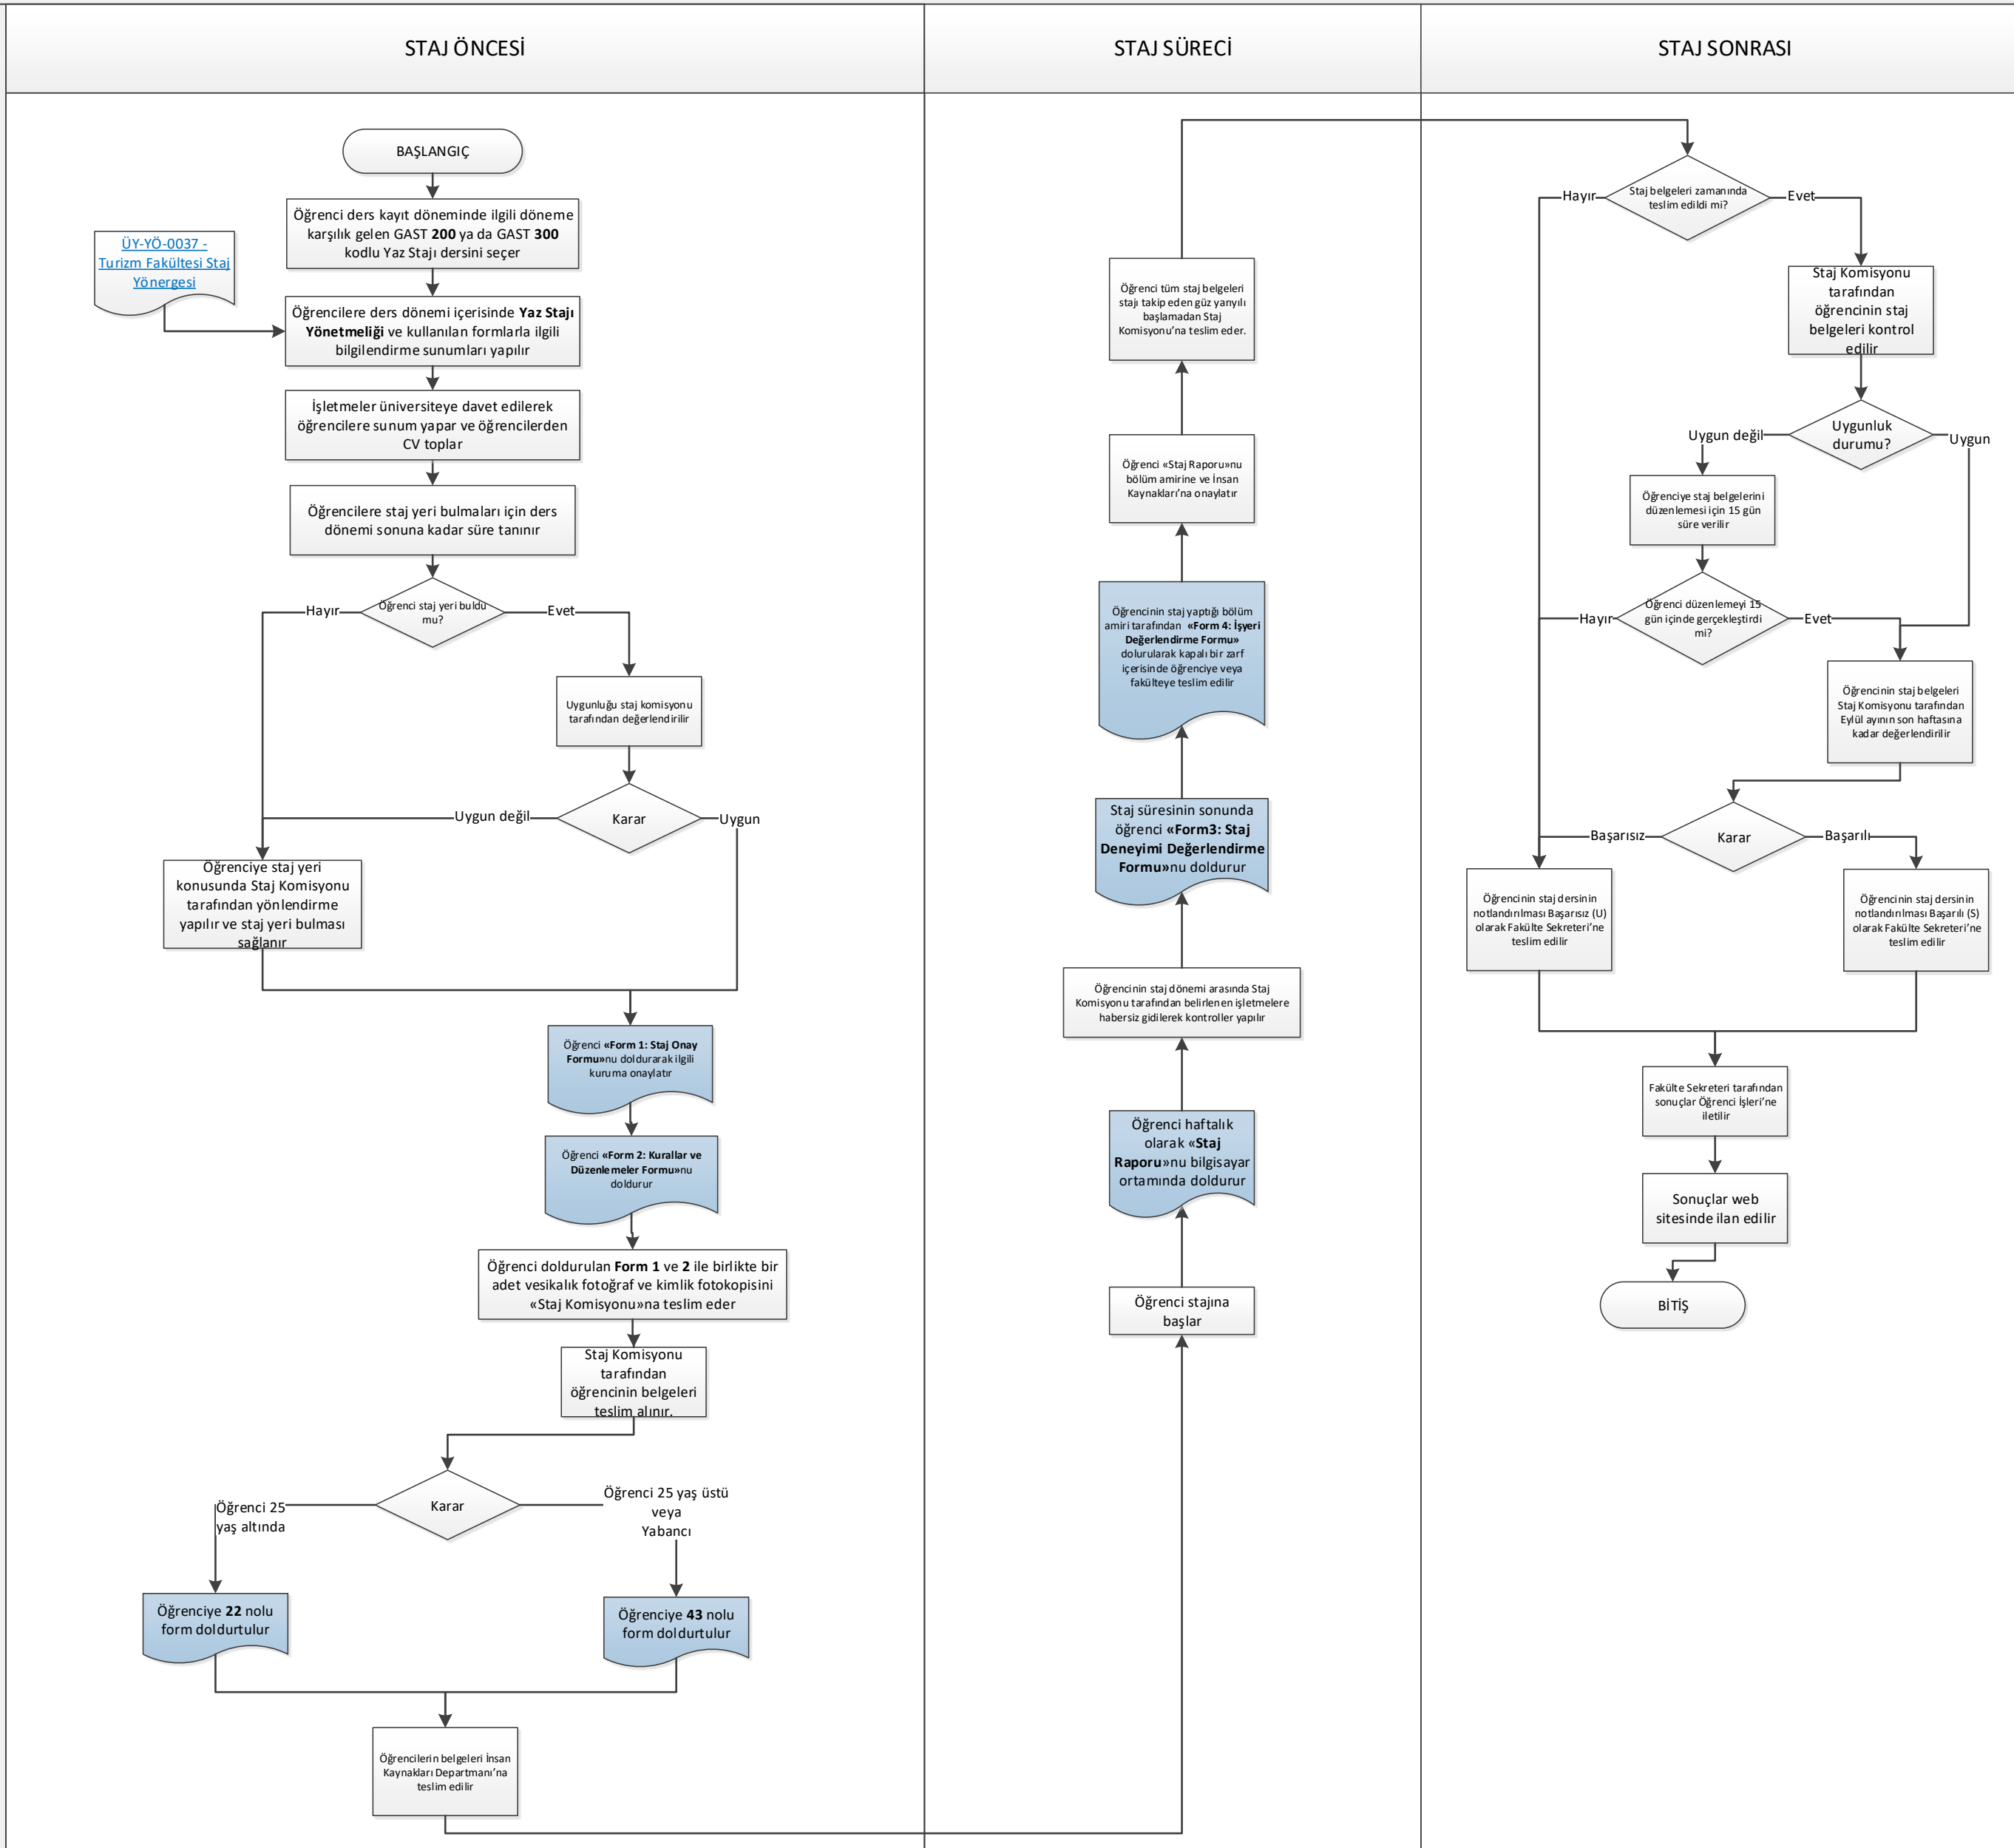 STAJ ÖNCESİ
BAŞLANGIÇ
Öğrenci ders kayıt döneminde ilgili döneme
karşılık gelen GAST 200 ya da GAST 300
kodlu Yaz Stajı dersini seçer
ÜY-YÖ-0037 -
Turizm Fakültesi Staj
Yönergesi
Öğrencilere ders dönemi içerisinde Yaz Stajı
Yönetmeliği ve kullanılan formlarla ilgili
bilgilendirme sunumları yapılır
İşletmeler üniversiteye davet edilerek
öğrencilere sunum yapar ve öğrencilerden
CV toplar
Öğrencilere staj yeri bulmaları için ders
dönemi sonuna kadar süre tanınır
Öğrenci staj yeri buldu
mu?
Hayır
Evet
Uygunluğu staj komisyonu
tarafından değerlendirilir
Karar
Uygun değil
Uygun
Öğrenciye staj yeri
konusunda Staj Komisyonu
tarafından yönlendirme
yapılır ve staj yeri bulması
sağlanır
Öğrenci «Form 1: Staj Onay
Formu»nu doldurarak ilgili
kuruma onaylatır
Öğrenci «Form 2: Kurallar ve
Düzenlemeler Formu»nu
doldurur
Öğrenci doldurulan Form 1 ve 2 ile birlikte bir
adet vesikalık fotoğraf ve kimlik fotokopisini
«Staj Komisyonu»na teslim eder
Staj Komisyonu
tarafından
öğrencinin belgeleri
teslim alınır.
Karar
Öğrenci 25
yaş altında
Öğrenci 25 yaş üstü
veya
Yabancı
Öğrenciye 22 nolu
form doldurtulur
Öğrenciye 43 nolu
form doldurtulur
Öğrencilerin belgeleri İnsan
Kaynakları Departmanı'na
teslim edilir
STAJ SÜRECİ
Öğrenci tüm staj belgeleri
stajı takip eden güz yarıyılı
başlamadan Staj
Komisyonu'na teslim eder.
Öğrenci «Staj Raporu»nu
bölüm amirine ve İnsan
Kaynakları'na onaylatır
Öğrencinin staj yaptığı bölüm
amiri tarafından «Form 4: İşyeri
Değerlendirme Formu»
dolurularak kapalı bir zarf
içerisinde öğrenciye veya
fakülteye teslim edilir
Staj süresinin sonunda
öğrenci «Form3: Staj
Deneyimi Değerlendirme
Formu»nu doldurur
Öğrencinin staj dönemi arasında Staj
Komisyonu tarafından belirlenen işletmelere
habersiz gidilerek kontroller yapılır
Öğrenci haftalık
olarak «Staj
Raporu»nu bilgisayar
ortamında doldurur
Öğrenci stajına
başlar
STAJ SONRASI
Staj belgeleri zamanında
teslim edildi mi?
Hayır
Evet
Staj Komisyonu
tarafından
öğrencinin staj
belgeleri kontrol
edilir
Uygunluk
durumu?
Uygun değil
Uygun
Öğrenciye staj belgelerini
düzenlemesi için 15 gün
süre verilir
Öğrenci düzenlemeyi 15
gün içinde gerçekleştirdi
mi?
Hayır
Evet
Öğrencinin staj belgeleri
Staj Komisyonu tarafından
Eylül ayının son haftasına
kadar değerlendirilir
Karar
Başarısız
Başarılı
Öğrencinin staj dersinin
notlandırılması Başarısız (U)
olarak Fakülte Sekreteri'ne
teslim edilir
Öğrencinin staj dersinin
notlandırılması Başarılı (S)
olarak Fakülte Sekreteri'ne
teslim edilir
Fakülte Sekreteri tarafından
sonuçlar Öğrenci İşleri'ne
iletilir
Sonuçlar web
sitesinde ilan edilir
BİTİŞ